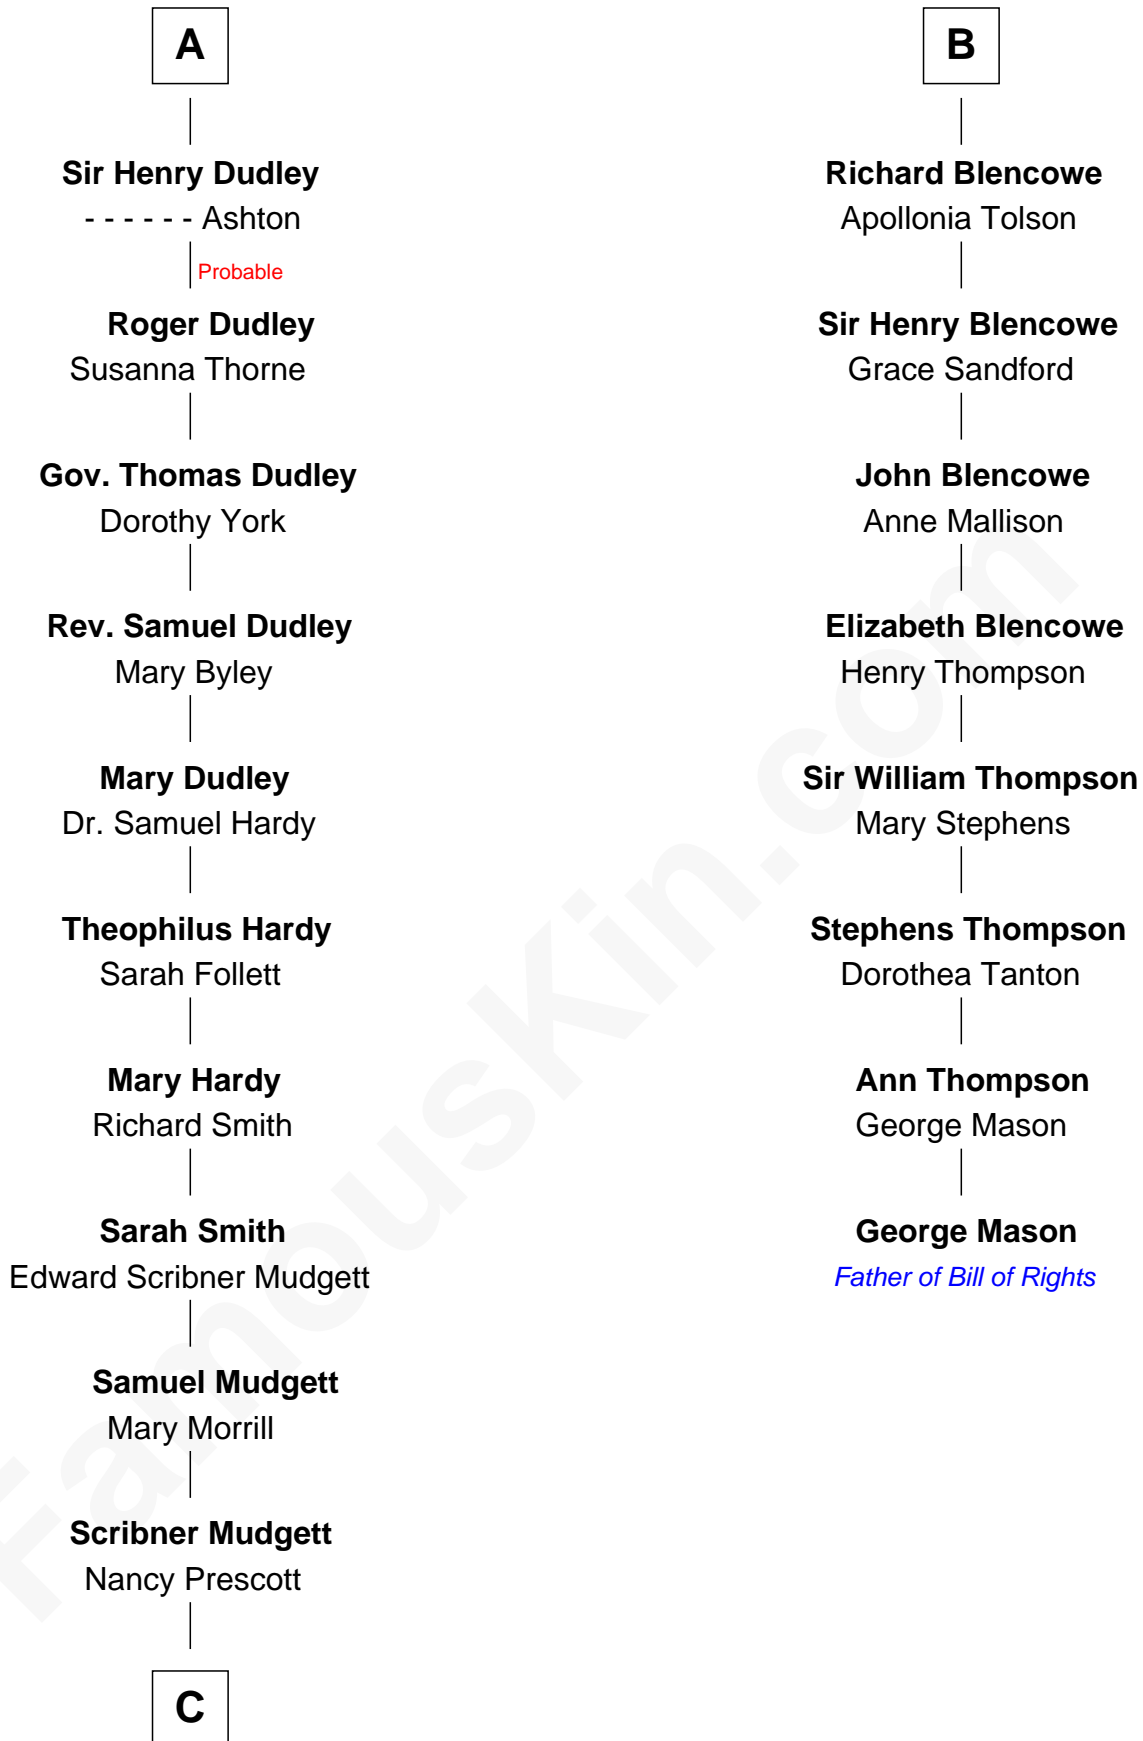 A
Sir Henry Dudley
- - - - - - Ashton
Probable
Roger Dudley
Susanna Thorne
Gov. Thomas Dudley
Dorothy York
Rev. Samuel Dudley
Mary Byley
Mary Dudley
Dr. Samuel Hardy
Theophilus Hardy
Sarah Follett
Mary Hardy
Richard Smith
Sarah Smith
Edward Scribner Mudgett
Samuel Mudgett
Mary Morrill
Scribner Mudgett
Nancy Prescott
C
B
Richard Blencowe
Apollonia Tolson
Sir Henry Blencowe
Grace Sandford
John Blencowe
Anne Mallison
Elizabeth Blencowe
Henry Thompson
Sir William Thompson
Mary Stephens
Stephens Thompson
Dorothea Tanton
Ann Thompson
George Mason
George Mason
Father of Bill of Rights
FamousKin.com